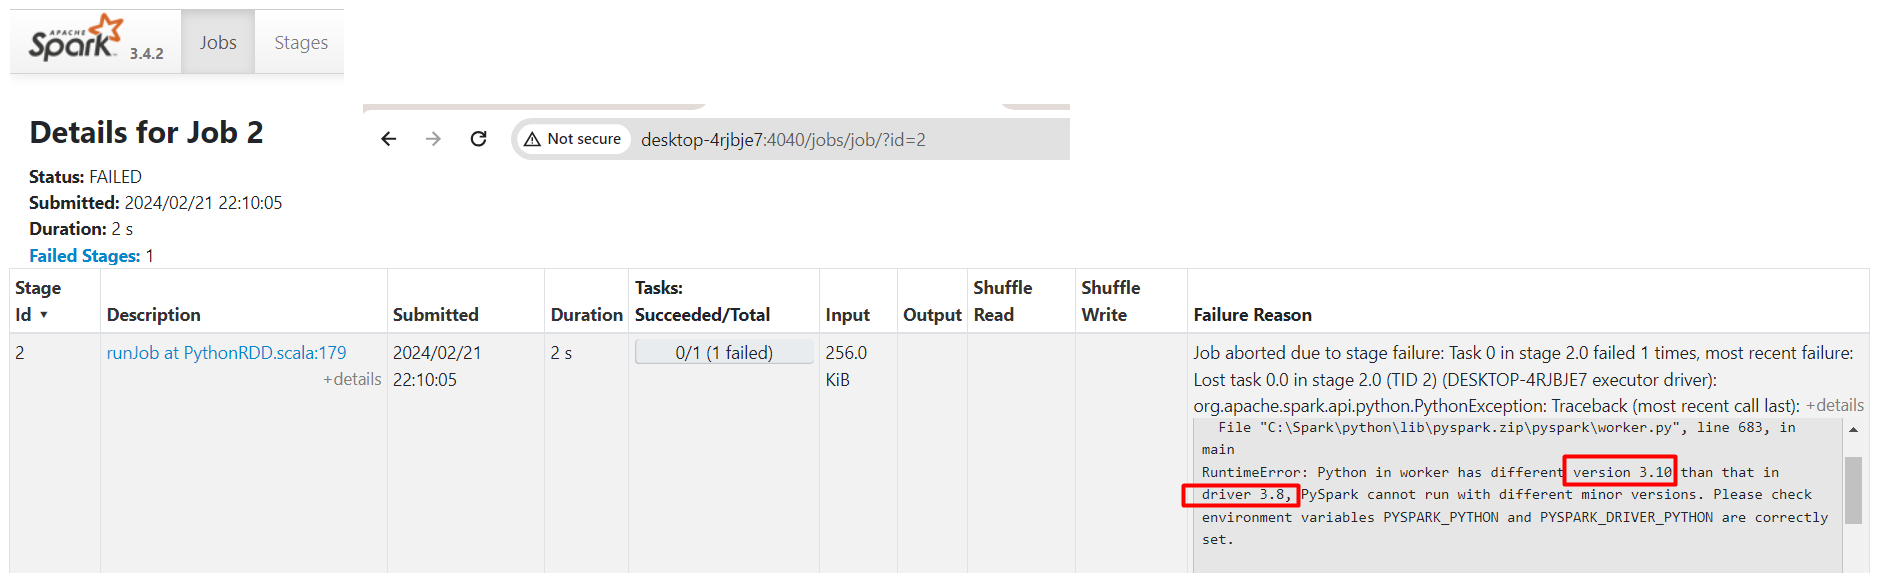 APACHE
Spark 3.4.2 Jobs Stages
Details for Job 2
Not secure desktop-4rjbje7:4040/jobs/job/?id=2
Status: FAILED
Submitted: 2024/02/21 22:10:05
Duration: 2 s
Failed Stages: 1
Stage Id ▼ Description Submitted Duration Tasks: Succeeded/Total Input Output Shuffle Read Shuffle Write Failure Reason
2 runJob at PythonRDD.scala:179 +details 2024/02/21 22:10:05 2 s 0/1 (1 failed) 256.0 KiB
Job aborted due to stage failure: Task 0 in stage 2.0 failed 1 times, most recent failure:
Lost task 0.0 in stage 2.0 (TID 2) (DESKTOP-4RJBJE7 executor driver):
org.apache.spark.api.python.PythonException: Traceback (most recent call last): +details
File "C:\Spark\python\lib\pyspark.zip\pyspark\worker.py", line 683, in
main
RuntimeError: Python in worker has different version 3.10 than that in
driver 3.8, PySpark cannot run with different minor versions. Please check
environment variables PYSPARK_PYTHON and PYSPARK_DRIVER_PYTHON are correctly
set.